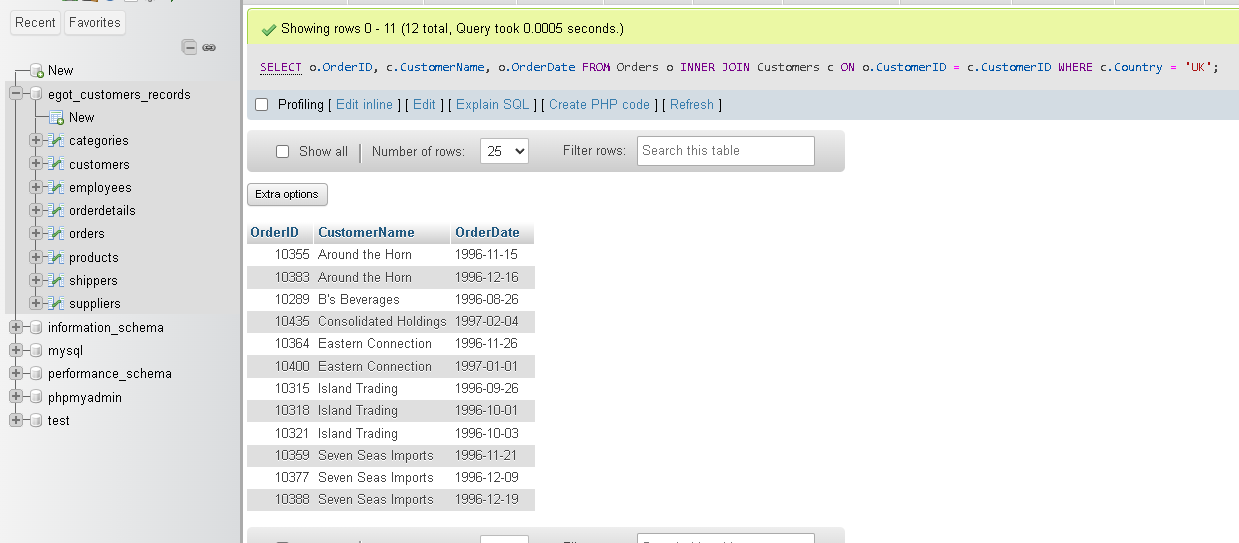 Recent Favorites
New
egot_customers_records
New
categories
customers
employees
orderdetails
orders
products
shippers
suppliers
information_schema
mysql
performance_schema
phpmyadmin
test
Showing rows 0 - 11 (12 total, Query took 0.0005 seconds.)
SELECT o.OrderID, c.CustomerName, o.OrderDate FROM Orders o INNER JOIN Customers c ON o.CustomerID = c.CustomerID WHERE c.Country = 'UK';
Profiling [ Edit inline ] [ Edit ] [ Explain SQL ] [ Create PHP code ] [ Refresh ]
Show all Number of rows: 25 Filter rows: Search this table
Extra options
OrderID CustomerName OrderDate
10355 Around the Horn 1996-11-15
10383 Around the Horn 1996-12-16
10289 B's Beverages 1996-08-26
10435 Consolidated Holdings 1997-02-04
10364 Eastern Connection 1996-11-26
10400 Eastern Connection 1997-01-01
10315 Island Trading 1996-09-26
10318 Island Trading 1996-10-01
10321 Island Trading 1996-10-03
10359 Seven Seas Imports 1996-11-21
10377 Seven Seas Imports 1996-12-09
10388 Seven Seas Imports 1996-12-19